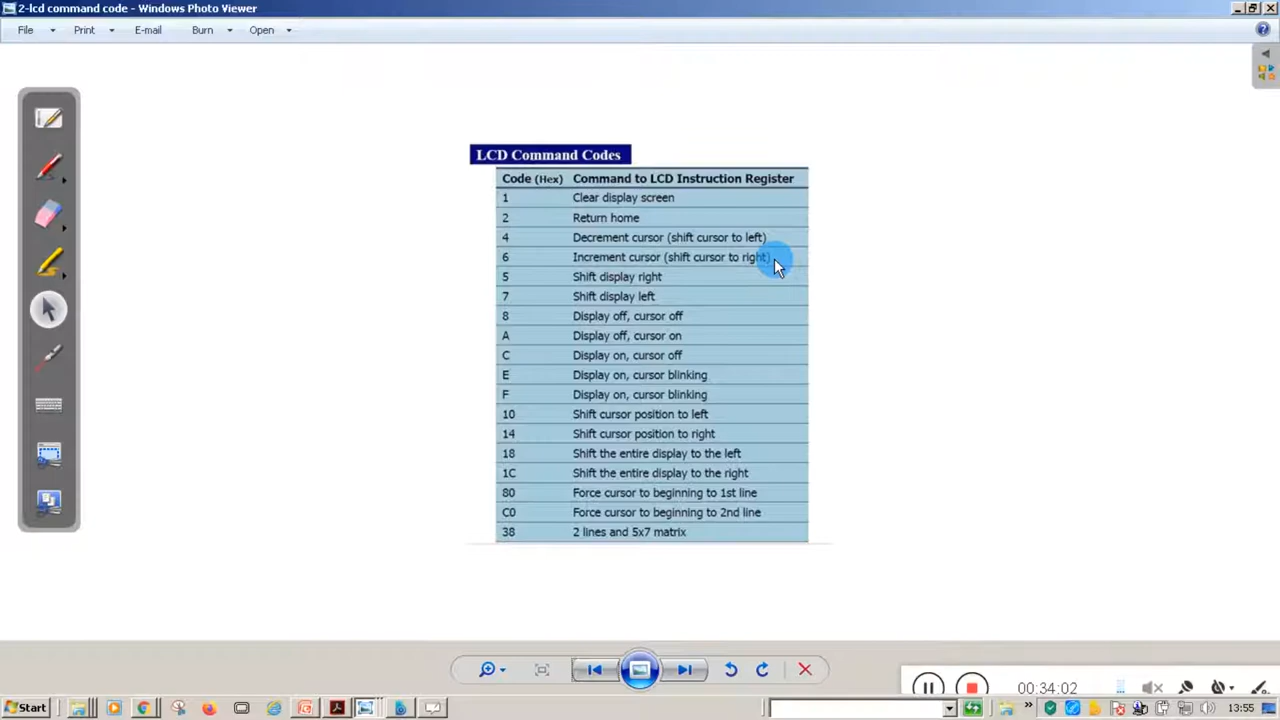 2-lcd command code - Windows Photo Viewer
File Print E-mail Burn Open
LCD Command Codes
Code (Hex) Command to LCD Instruction Register
1 Clear display screen
2 Return home
4 Decrement cursor (shift cursor to left)
6 Increment cursor (shift cursor to right)
5 Shift display right
7 Shift display left
8 Display off, cursor off
A Display off, cursor on
C Display on, cursor off
E Display on, cursor blinking
F Display on, cursor blinking
10 Shift cursor position to left
14 Shift cursor position to right
18 Shift the entire display to the left
1C Shift the entire display to the right
80 Force cursor to beginning to 1st line
C0 Force cursor to beginning to 2nd line
38 2 lines and 5x7 matrix
00:34:02
Start
13:55